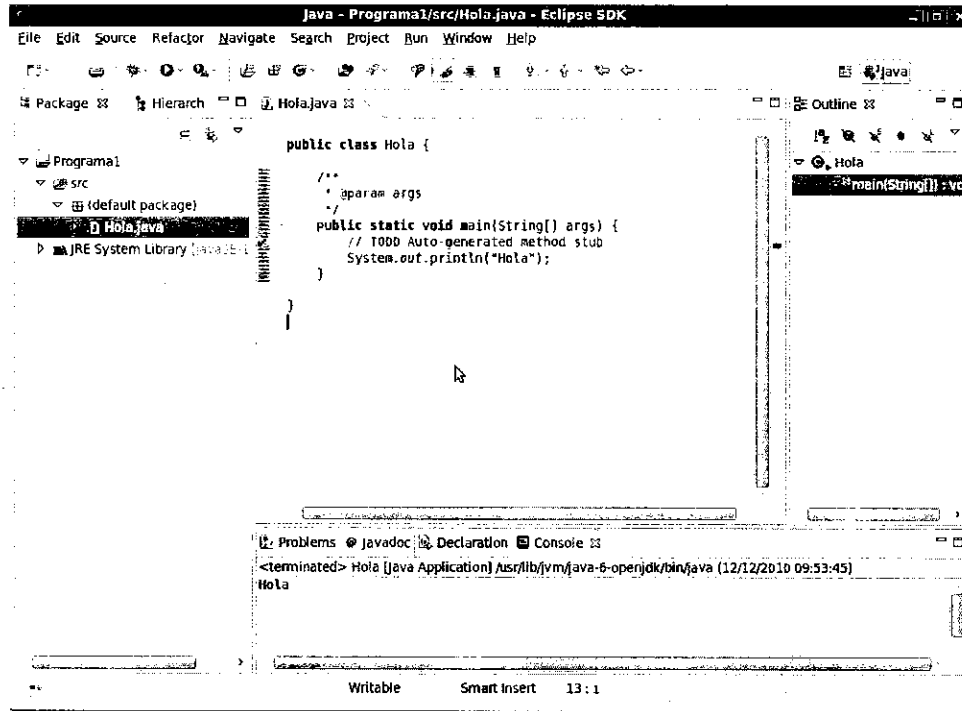 Java - Programa1/src/Hola.java - Eclipse SDK
File Edit Source Refactor Navigate Search Project Run Window Help
Java
Package Hierarch
Hola.java
Outline
Programa1
src
(default package)
Hola.java
JRE System Library
public class Hola {
/**
* @param args
*/
public static void main(String[] args) {
// TODO Auto-generated method stub
System.out.println("Hola");
}
}
Hola
main(String[]) : vo
Problems @ Javadoc Declaration Console
<terminated> Hola [Java Application] /usr/lib/jvm/java-6-openjdk/bin/java (12/12/2010 09:53:45)
Hola
Writable Smart Insert 13 : 1